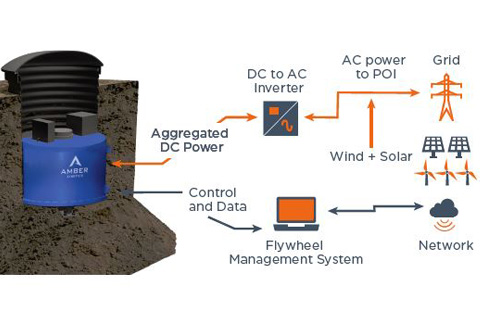 DC to AC
Inverter
AC power
to POI
Grid
Aggregated
DC Power
AMBER
Wind + Solar
Control
and Data
Flywheel
Management System
Network